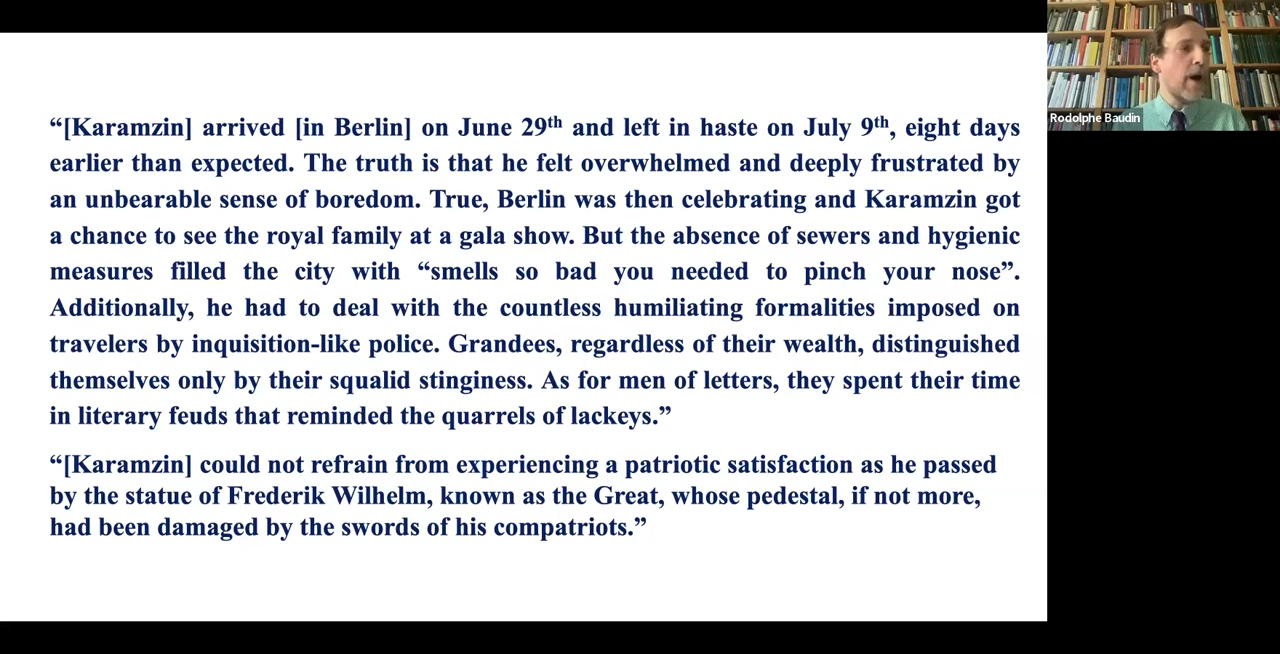 “[Karamzin] arrived [in Berlin] on June 29th and left in haste on July 9th, eight days
earlier than expected. The truth is that he felt overwhelmed and deeply frustrated by
an unbearable sense of boredom. True, Berlin was then celebrating and Karamzin got
a chance to see the royal family at a gala show. But the absence of sewers and hygienic
measures filled the city with “smells so bad you needed to pinch your nose”.
Additionally, he had to deal with the countless humiliating formalities imposed on
travelers by inquisition-like police. Grandees, regardless of their wealth, distinguished
themselves only by their squalid stinginess. As for men of letters, they spent their time
in literary feuds that reminded the quarrels of lackeys.”
“[Karamzin] could not refrain from experiencing a patriotic satisfaction as he passed
by the statue of Frederik Wilhelm, known as the Great, whose pedestal, if not more,
had been damaged by the swords of his compatriots.”
Rodolphe Baudin